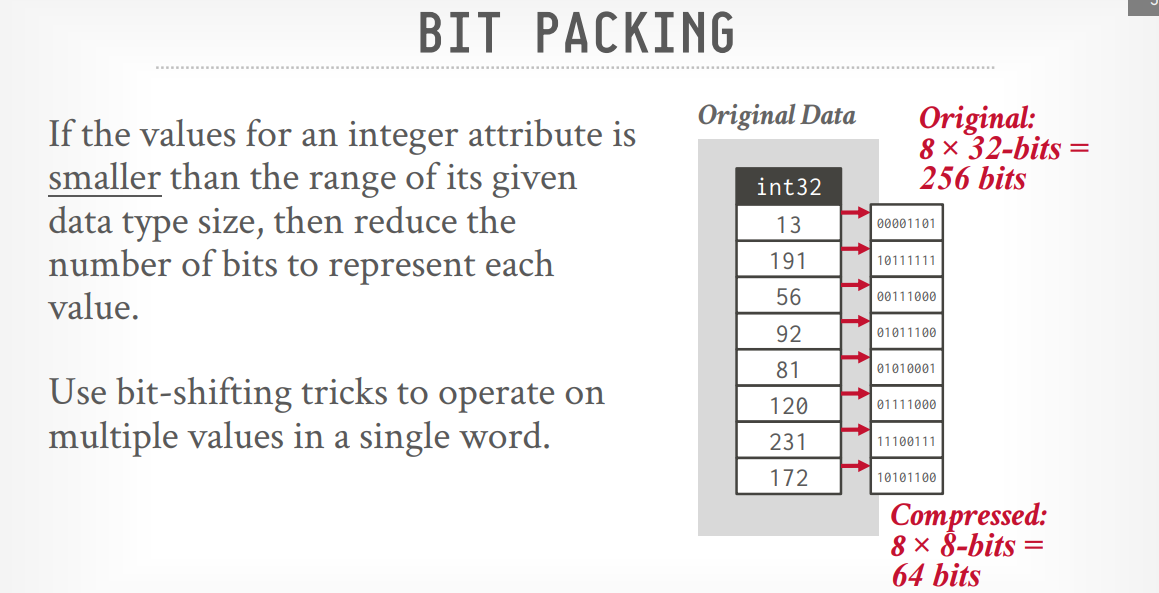 BIT PACKING
If the values for an integer attribute is
smaller than the range of its given
data type size, then reduce the
number of bits to represent each
value.
Use bit-shifting tricks to operate on
multiple values in a single word.
Original Data
Original:
8 × 32-bits =
256 bits
int32
13
00001101
191
10111111
56
00111000
92
01011100
81
01010001
120
01111000
231
11100111
172
10101100
Compressed:
8 × 8-bits =
64 bits